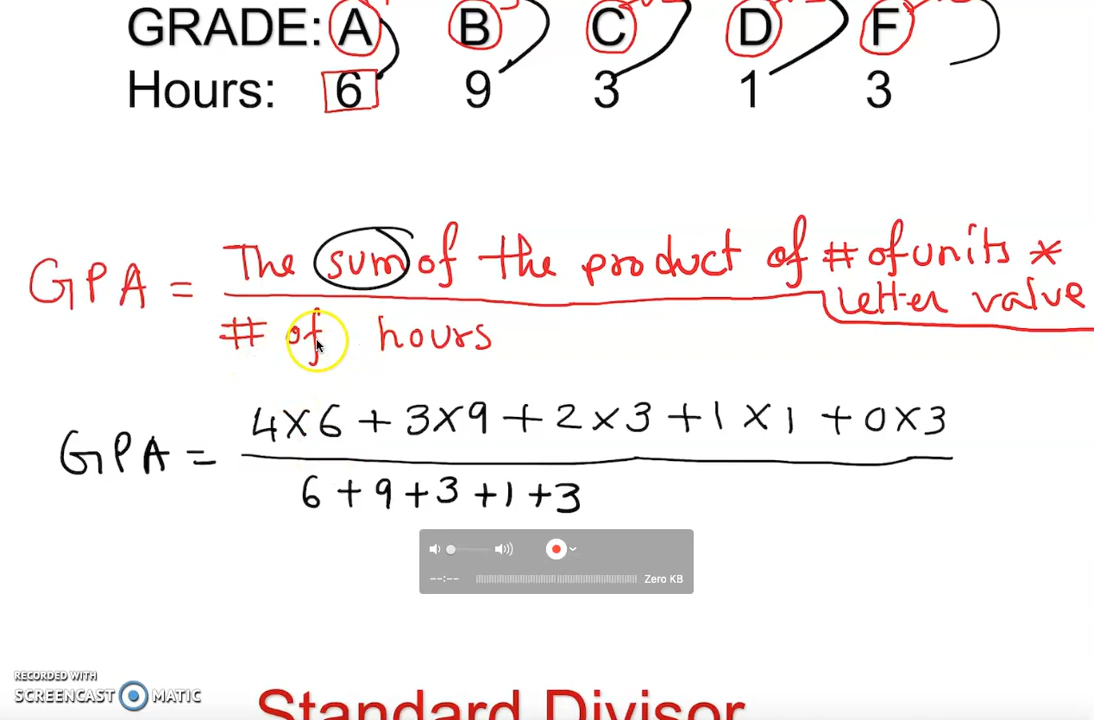 GRADE: A B C D F
Hours: 6 9 3 1 3
GPA = The sum of the product of # of units *
letter value
# of hours
4x6 + 3x9 + 2x3 + 1x1 + 0x3
GPA =
6 + 9 + 3 + 1 + 3
--:-- Zero KB
RECORDED WITH
SCREENCAST MATIC
Standard Divisor